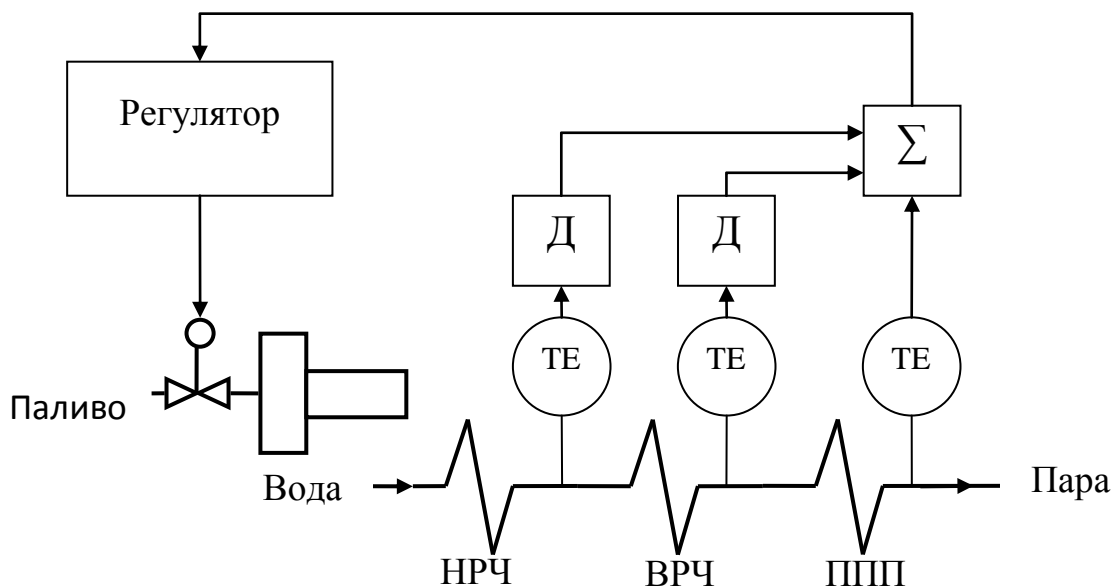 Регулятор
Σ
Д
Д
ТЕ
ТЕ
ТЕ
Паливо
Вода
Пара
НРЧ
ВРЧ
ППП